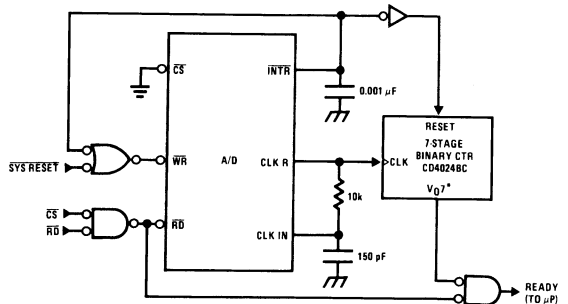 CS
INTR
0.001 µF
RESET
7-STAGE
BINARY CTR
CD4024BC
CLK
VO7*
SYS RESET
WR
A/D
CLK R
10k
CS
RD
RD
CLK IN
150 pF
READY
(TO µP)